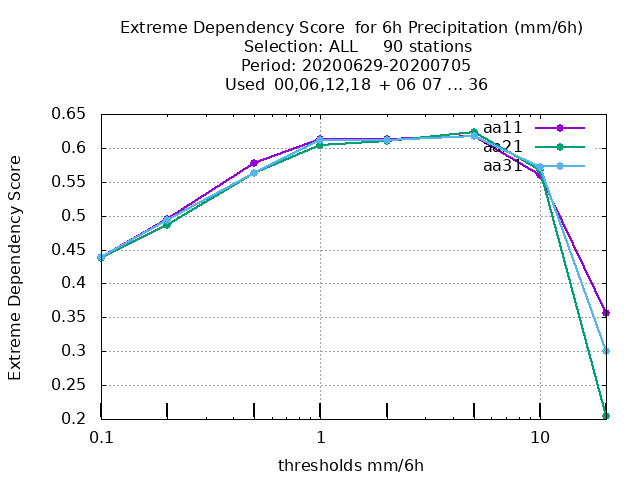 Extreme Dependency Score  for 6h Precipitation (mm/6h)
Selection: ALL     90 stations
Period: 20200629-20200705
Used  00,06,12,18  + 06 07 ... 36
0.65
0.6
0.55
0.5
0.45
0.4
0.35
0.3
0.25
0.2
Extreme Dependency Score
aa11
aa21
aa31
0.1
1
10
thresholds mm/6h